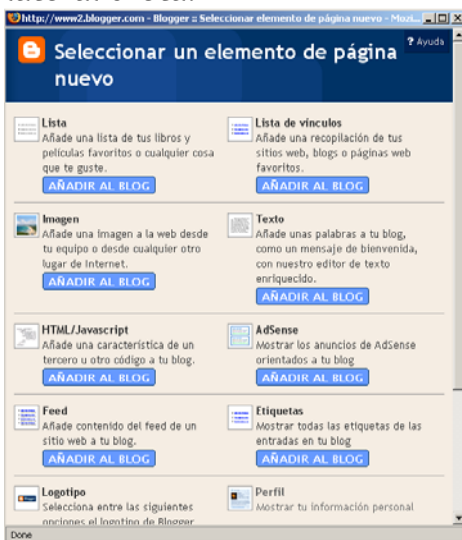 http://www2.blogger.com - Blogger :: Seleccionar elemento de página nuevo - Mozi...
? Ayuda
Seleccionar un elemento de página
nuevo
Lista
Añade una lista de tus libros y
películas favoritos o cualquier cosa
que te guste.
AÑADIR AL BLOG
Lista de vínculos
Añade una recopilación de tus
sitios web, blogs o páginas web
favoritos.
AÑADIR AL BLOG
Imagen
Añade una imagen a la web desde
tu equipo o desde cualquier otro
lugar de Internet.
AÑADIR AL BLOG
Texto
Añade unas palabras a tu blog,
como un mensaje de bienvenida,
con nuestro editor de texto
enriquecido.
AÑADIR AL BLOG
HTML/Javascript
Añade una característica de un
tercero u otro código a tu blog.
AÑADIR AL BLOG
AdSense
Mostrar los anuncios de AdSense
orientados a tu blog
AÑADIR AL BLOG
Feed
Añade contenido del feed de un
sitio web a tu blog.
AÑADIR AL BLOG
Etiquetas
Mostrar todas las etiquetas de las
entradas en tu blog
AÑADIR AL BLOG
Logotipo
Selecciona entre las siguientes
opciones el logotipo de Blogger
Perfil
Mostrar tu información personal
Done